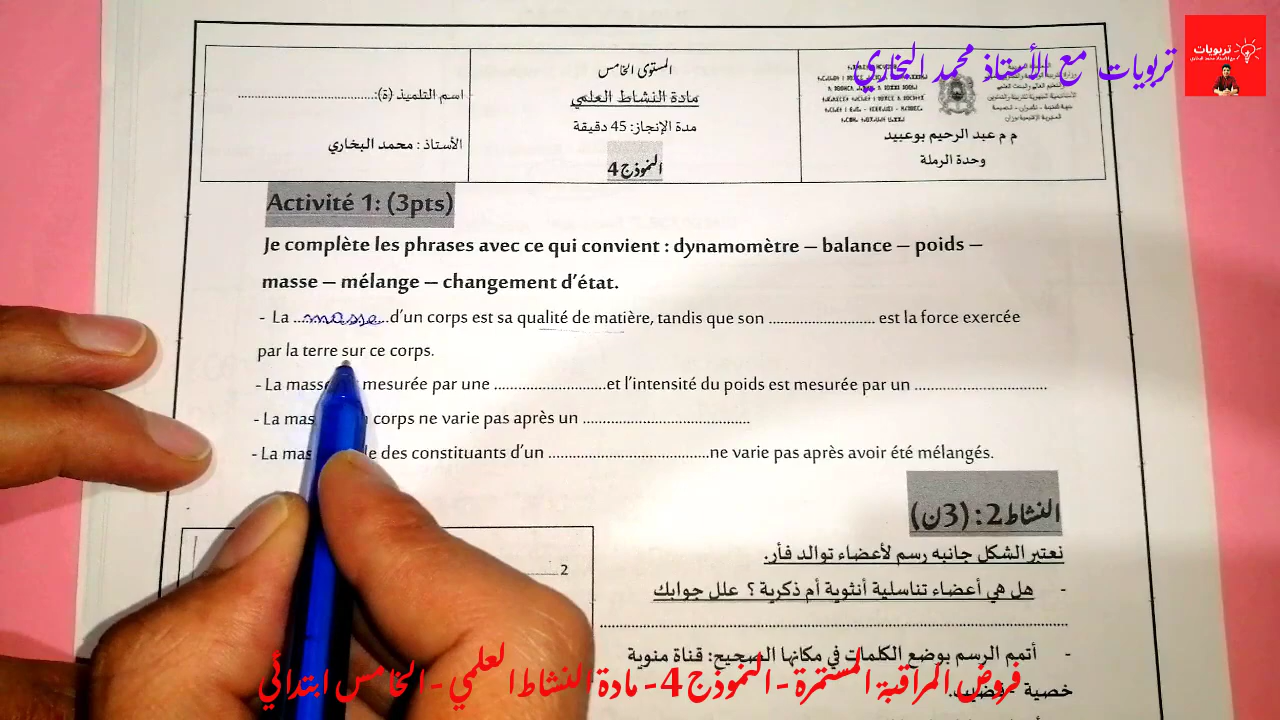 تربويات مع الأستاذ محمد البخاري
تربويات
م م عبد الرحيم بوعبيد
وحدة الرملة
المستوى الخامس
مادة النشاط العلمي
مدة الإنجاز: 45 دقيقة
النموذج 4
اسم التلميذ (ة):
الأستاذ : محمد البخاري
Activité 1: (3pts)
Je complète les phrases avec ce qui convient : dynamomètre – balance – poids –
masse – mélange – changement d’état.
- La ...masse...d’un corps est sa qualité de matière, tandis que son .......................... est la force exercée
par la terre sur ce corps.
- La masse mesurée par une ...........................et l’intensité du poids est mesurée par un ................................
- La corps ne varie pas après un ........................................
- La des constituants d’un ......................................ne varie pas après avoir été mélangés.
النشاط 2: (3ن)
نعتبر الشكل جانبه رسم لأعضاء توالد فأر.
- هل هي أعضاء تناسلية أنثوية أم ذكرية ؟ علل جوابك
2
- أتمم الرسم بوضع الكلمات في مكانها الصحيح: قناة منوية
خصية - قضيب.
فروض المراقبة المستمرة - النموذج 4 - مادة النشاط العلمي - الخامس ابتدائي